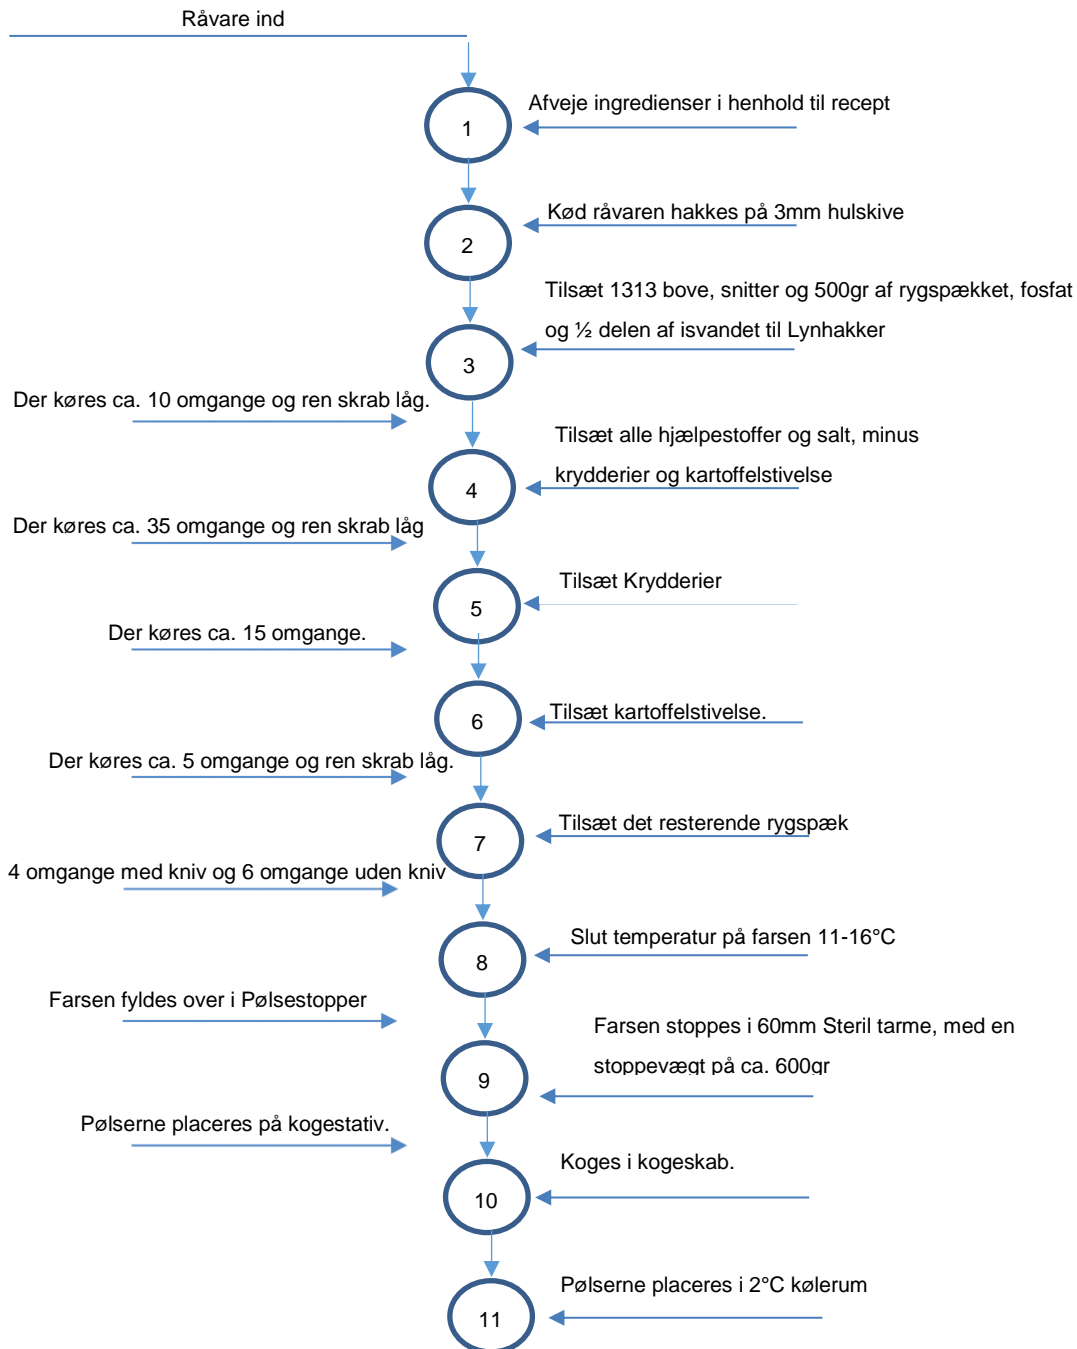 Råvare ind
Afveje ingredienser i henhold til recept
1
Kød råvaren hakkes på 3mm hulskive
2
Tilsæt 1313 bove, snitter og 500gr af rygspækket, fosfat
og ½ delen af isvandet til Lynhakker
3
Der køres ca. 10 omgange og ren skrab låg.
Tilsæt alle hjælpestoffer og salt, minus
krydderier og kartoffelstivelse
4
Der køres ca. 35 omgange og ren skrab låg
Tilsæt Krydderier
5
Der køres ca. 15 omgange.
Tilsæt kartoffelstivelse.
6
Der køres ca. 5 omgange og ren skrab låg.
Tilsæt det resterende rygspæk
7
4 omgange med kniv og 6 omgange uden kniv
Slut temperatur på farsen 11-16°C
8
Farsen fyldes over i Pølsestopper
Farsen stoppes i 60mm Steril tarme, med en
stoppevægt på ca. 600gr
9
Pølserne placeres på kogestativ.
Koges i kogeskab.
10
Pølserne placeres i 2°C kølerum
11